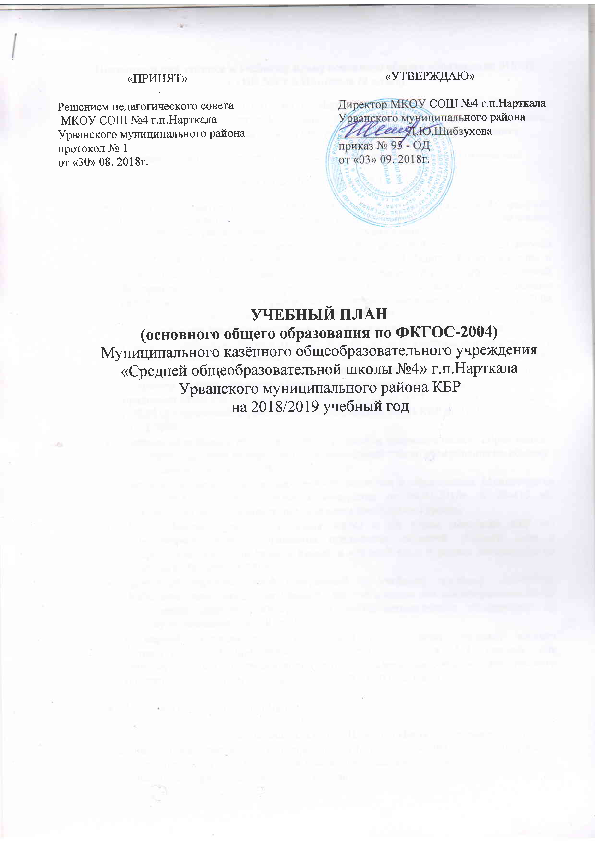 «ПРИНЯТ»
Решением педагогического совета
МКОУ СОШ №4 г.п.Нарткала
Урванского муниципального района
протокол № 1
от «30» 08. 2018г.
«УТВЕРЖДАЮ»
Директор МКОУ СОШ №4 г.п.Нарткала
Урванского муниципального района
Л.Ю.Шибзухова
приказ № 95 - ОД
от «03» 09. 2018г.
УЧЕБНЫЙ ПЛАН
(основного общего образования по ФКГОС-2004)
Муниципального казённого общеобразовательного учреждения
«Средней общеобразовательной школы №4» г.п.Нарткала
Урванского муниципального района КБР
на 2018/2019 учебный год